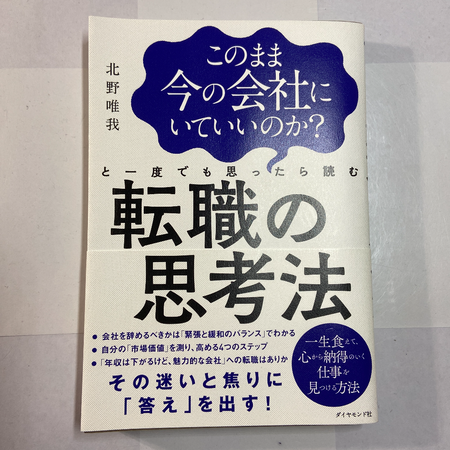 このまま
今の会社に
いていいのか?
北野唯我
と一度でも思ったら読む
転職の
思考法
● 会社を辞めるべきかは「緊張と緩和のバランス」でわかる
● 自分の「市場価値」を測り、高める4つのステップ
● 「年収は下がるけど、魅力的な会社」への転職はありか
その迷いと焦りに
「答え」を出す!
一生食えて、
心から納得のいく
仕事を
見つける方法
ダイヤモンド社